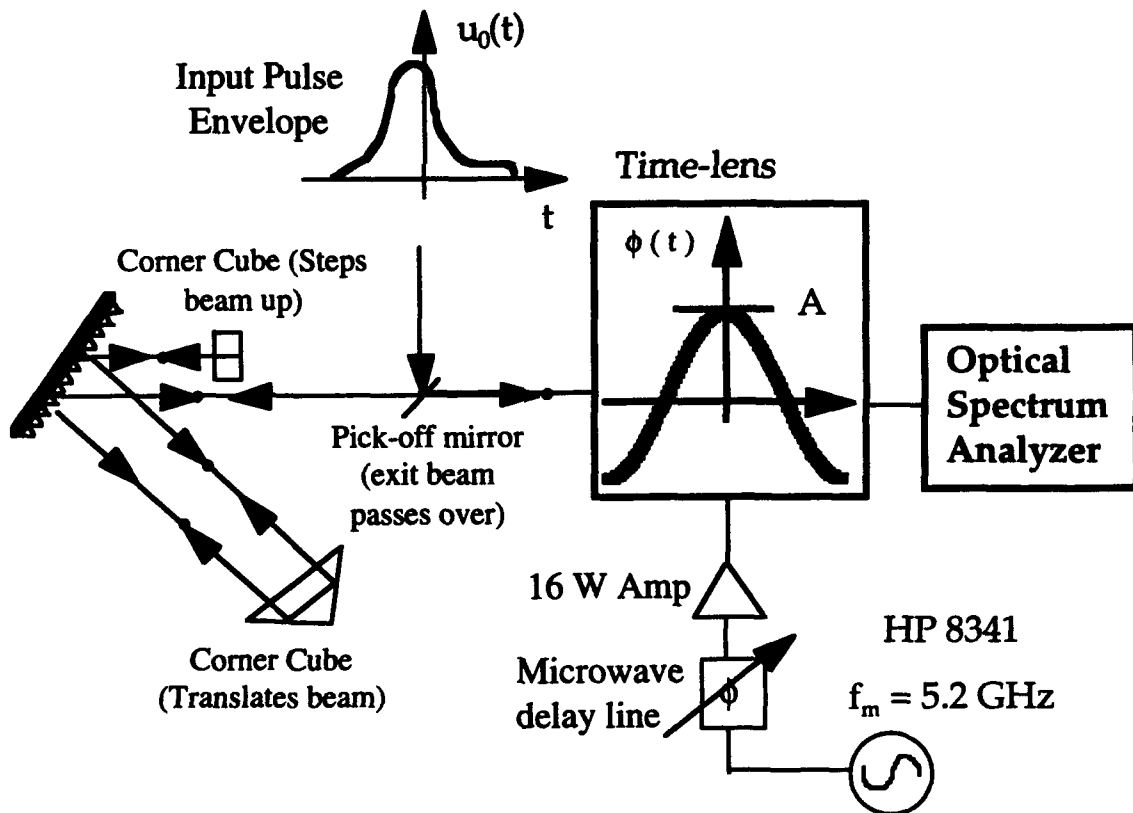 u₀(t)
Input Pulse
Envelope
t
Time-lens
ϕ(t)
A
Corner Cube (Steps
beam up)
Pick-off mirror
(exit beam
passes over)
Optical
Spectrum
Analyzer
16 W Amp
HP 8341
Corner Cube
(Translates beam)
Microwave
delay line
ϕ
fₘ = 5.2 GHz